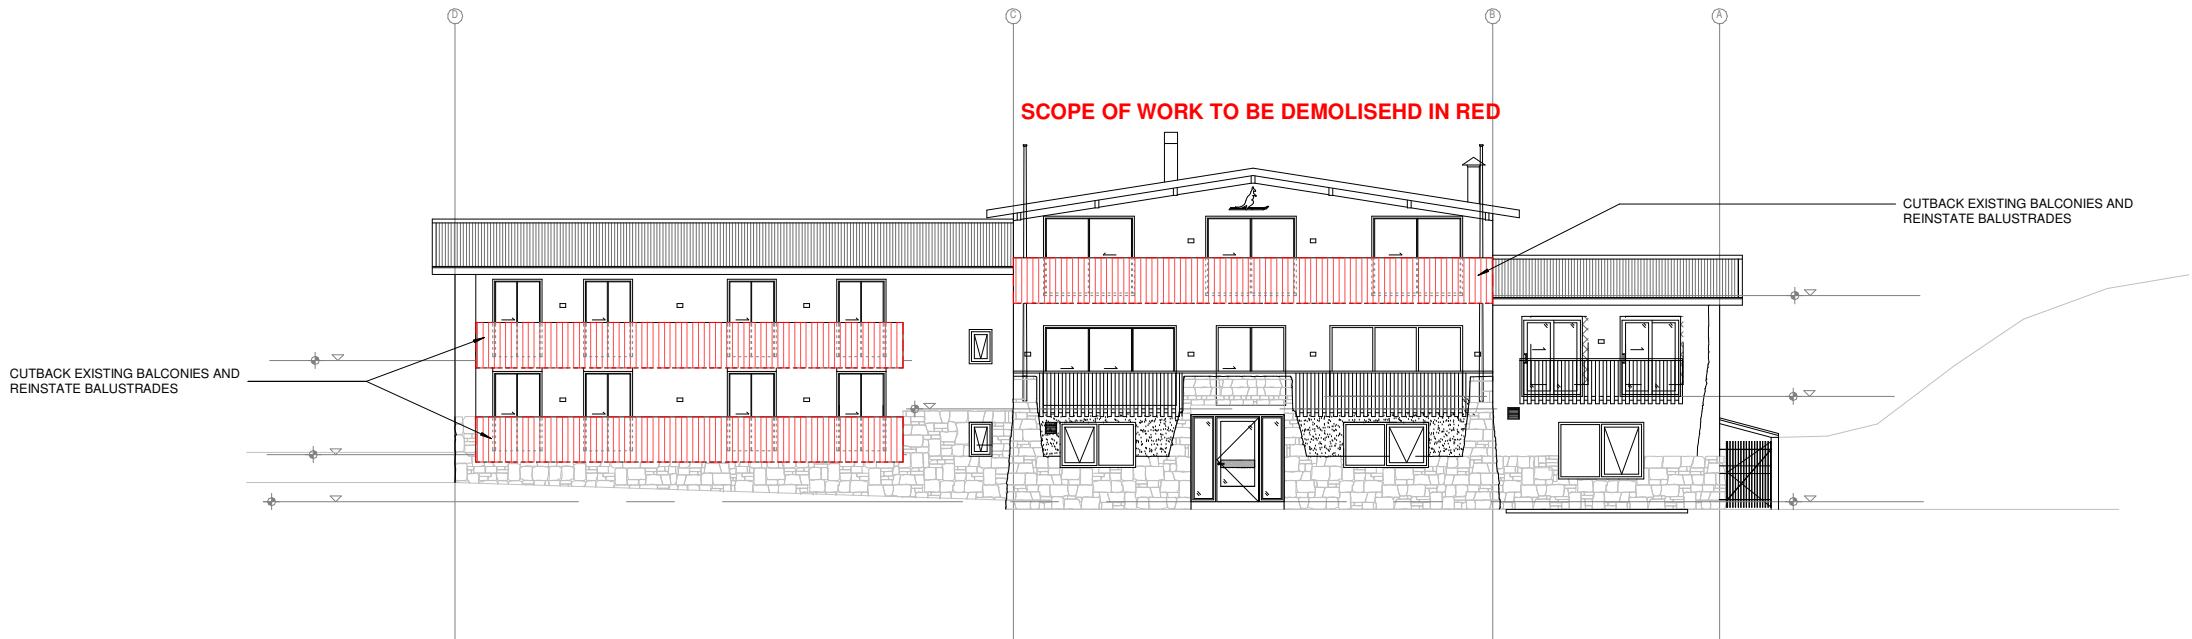 D
C
B
A
SCOPE OF WORK TO BE DEMOLISEHD IN RED
CUTBACK EXISTING BALCONIES AND
REINSTATE BALUSTRADES
CUTBACK EXISTING BALCONIES AND
REINSTATE BALUSTRADES